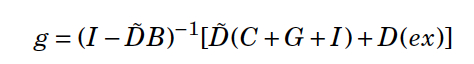 g = (I − D̃B)⁻¹[D̃(C + G + I) + D(ex)]